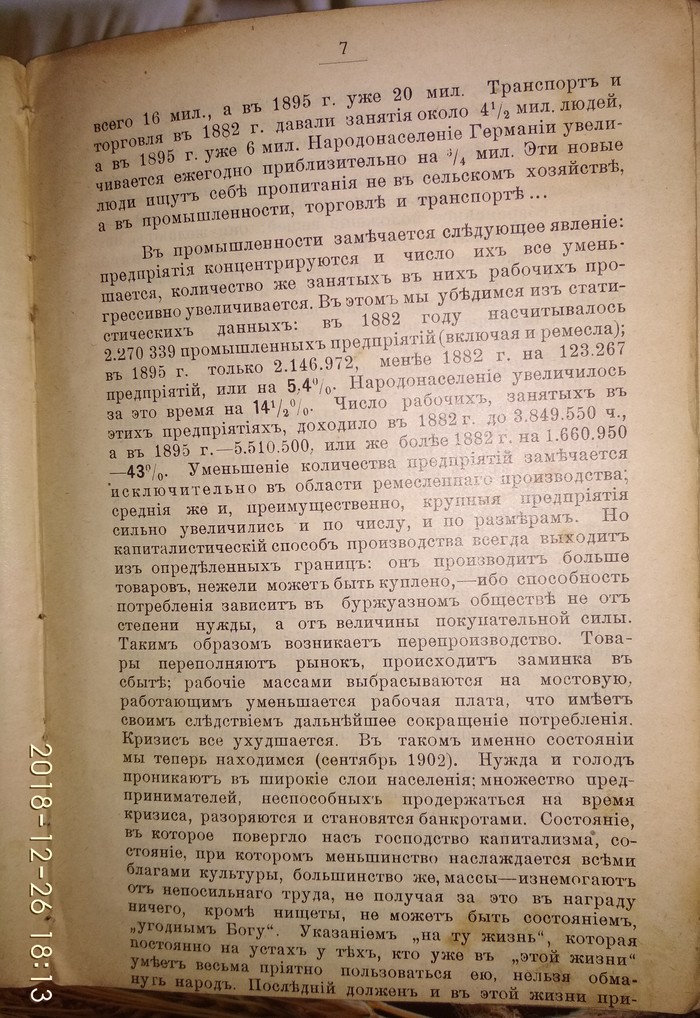 7
всего 16 мил., а въ 1895 г. уже 20 мил. Транспортъ и
торговля въ 1882 г. давали занятія около 4¹/₂ мил. людей,
а въ 1895 г. уже 6 мил. Народонаселеніе Германіи увели-
чивается ежегодно приблизительно на ³/₄ мил. Эти новые
люди ищутъ себѣ пропитанія не въ сельскомъ хозяйствѣ,
а въ промышленности, торговлѣ и транспортѣ ...
Въ промышленности замѣчается слѣдующее явленіе:
предпріятія концентрируются и число ихъ все умень-
шается, количество же занятыхъ въ нихъ рабочихъ про-
грессивно увеличивается. Въ этомъ мы убѣдимся изъ стати-
стическихъ данныхъ: въ 1882 году насчитывалось
2.270 339 промышленныхъ предпріятій (включая и ремесла);
въ 1895 г. только 2.146.972, менѣе 1882 г. на 123.267
предпріятій, или на 5,4⁰/₀. Народонаселеніе увеличилось
за это время на 14¹/₂⁰/₀. Число рабочихъ, занятыхъ въ
этихъ предпріятіяхъ, доходило въ 1882 г. до 3.849.550 ч.,
а въ 1895 г.—5.510.500, или же болѣе 1882 г. на 1.660.950
—43⁰/₀. Уменьшеніе количества предпріятій замѣчается
исключительно въ области ремесленнаго производства;
среднія же и, преимущественно, крупныя предпріятія
сильно увеличились и по числу, и по размѣрамъ. Но
капиталистическій способъ производства всегда выходитъ
изъ опредѣленныхъ границъ: онъ производитъ больше
товаровъ, нежели можетъ быть куплено,—ибо способность
потребленія зависитъ въ буржуазномъ обществѣ не отъ
степени нужды, а отъ величины покупательной силы.
Такимъ образомъ возникаетъ перепроизводство. Това-
ры переполняютъ рынокъ, происходитъ заминка въ
сбытѣ; рабочіе массами выбрасываются на мостовую,
работающимъ уменьшается рабочая плата, что имѣетъ
своимъ слѣдствіемъ дальнѣйшее сокращеніе потребленія.
Кризисъ все ухудшается. Въ такомъ именно состояніи
мы теперь находимся (сентябрь 1902). Нужда и голодъ
проникаютъ въ широкіе слои населенія; множество пред-
принимателей, неспособныхъ продержаться на время
кризиса, разоряются и становятся банкротами. Состояніе,
въ которое повергло насъ господство капитализма, со-
стояніе, при которомъ меньшинство наслаждается всѣми
благами культуры, большинство же, массы—изнемогаютъ
отъ непосильнаго труда, не получая за это въ награду
ничего, кромѣ нищеты, не можетъ быть состояніемъ,
„угоднымъ Богу“. Указаніемъ „на ту жизнь“, которая
постоянно на устахъ у тѣхъ, кто уже въ „этой жизни“
умѣетъ весьма пріятно пользоваться ею, нельзя обма-
нуть народъ. Послѣдній долженъ и въ этой жизни при-
2018-12-26 18:13